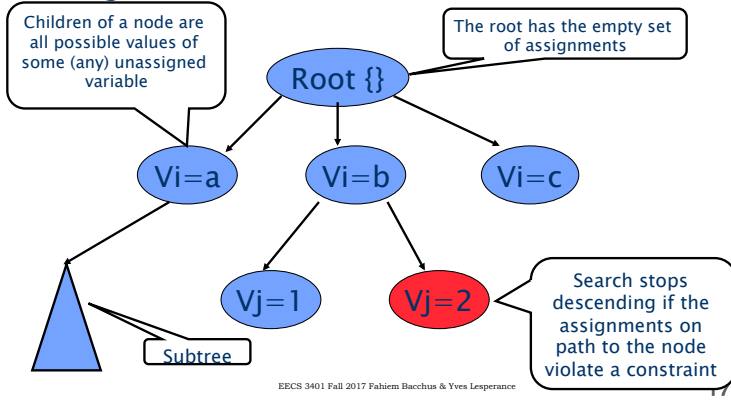 Children of a node are
all possible values of
some (any) unassigned
variable
The root has the empty set
of assignments
Root {}
Vi=a
Vi=b
Vi=c
Vj=1
Vj=2
Subtree
Search stops
descending if the
assignments on
path to the node
violate a constraint
EECS 3401 Fall 2017 Fahiem Bacchus & Yves Lesperance